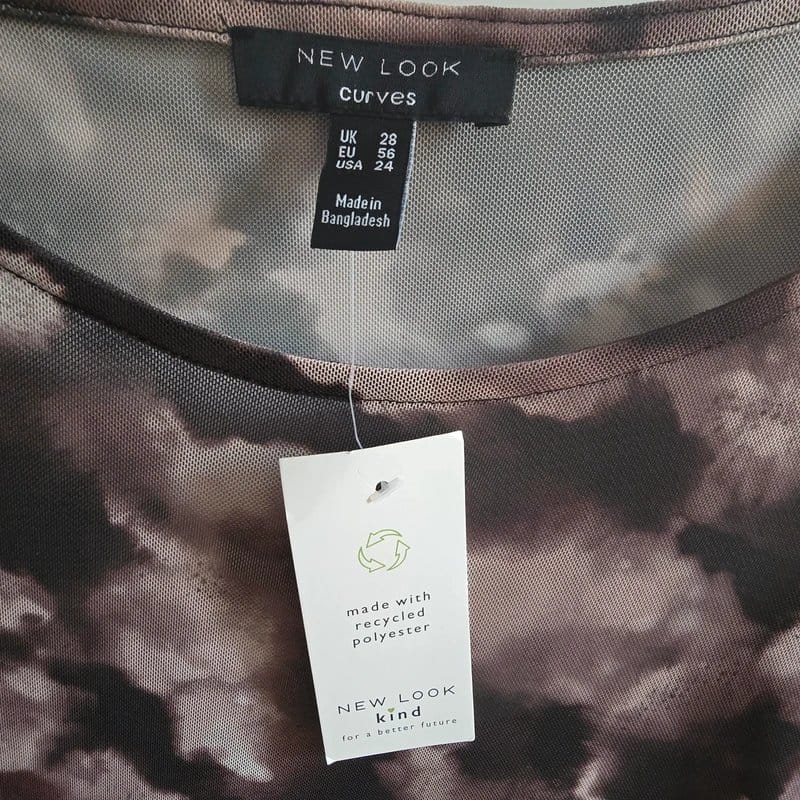 NEW LOOK
curves
UK 28
EU 56
USA 24
Made in
Bangladesh
made with
recycled
polyester
NEW LOOK
kind
for a better future